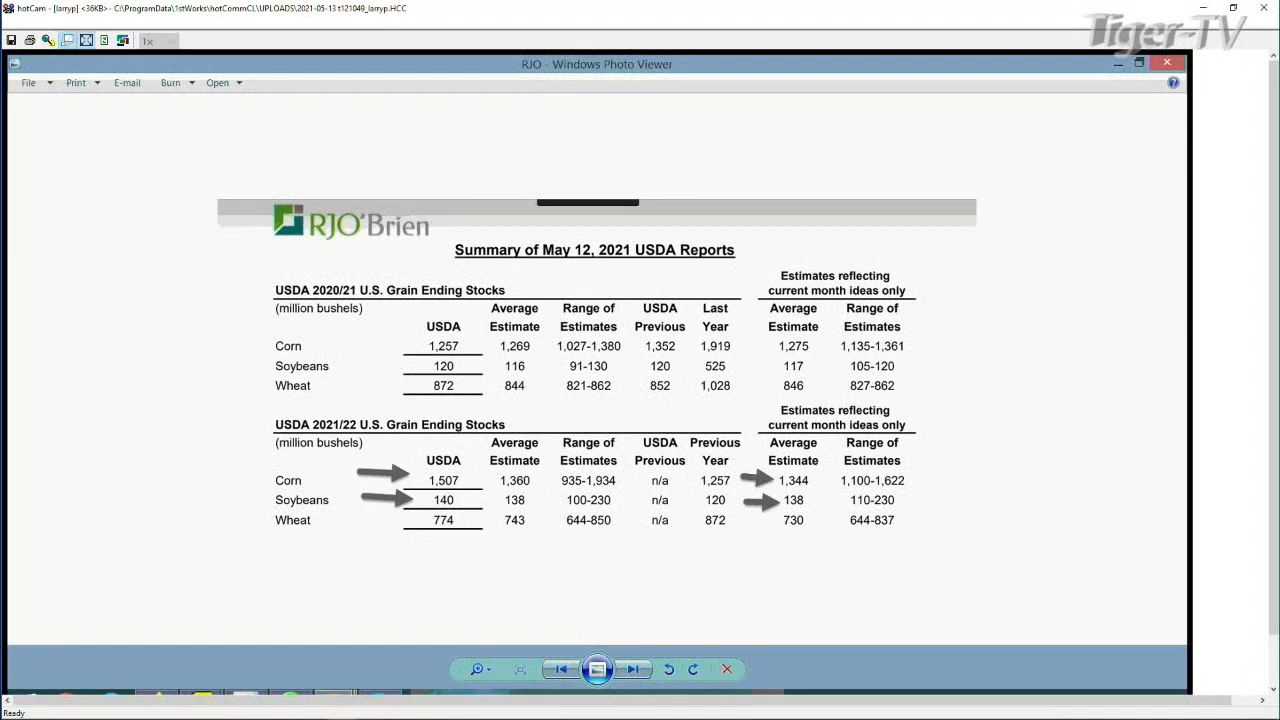 hotCam - [larryp] <36KB> - C:\ProgramData\1stWorks\hotCommCL\UPLOADS\2021-05-13 t121049_larryp.HCC
Tiger-TV
1x
RJO - Windows Photo Viewer
File Print E-mail Burn Open
RJO'Brien
Summary of May 12, 2021 USDA Reports
Estimates reflecting
USDA 2020/21 U.S. Grain Ending Stocks current month ideas only
(million bushels) Average Range of USDA Last Average Range of
USDA Estimate Estimates Previous Year Estimate Estimates
Corn 1,257 1,269 1,027-1,380 1,352 1,919 1,275 1,135-1,361
Soybeans 120 116 91-130 120 525 117 105-120
Wheat 872 844 821-862 852 1,028 846 827-862
Estimates reflecting
USDA 2021/22 U.S. Grain Ending Stocks current month ideas only
(million bushels) Average Range of USDA Previous Average Range of
USDA Estimate Estimates Previous Year Estimate Estimates
Corn 1,507 1,360 935-1,934 n/a 1,257 1,344 1,100-1,622
Soybeans 140 138 100-230 n/a 120 138 110-230
Wheat 774 743 644-850 n/a 872 730 644-837
Ready